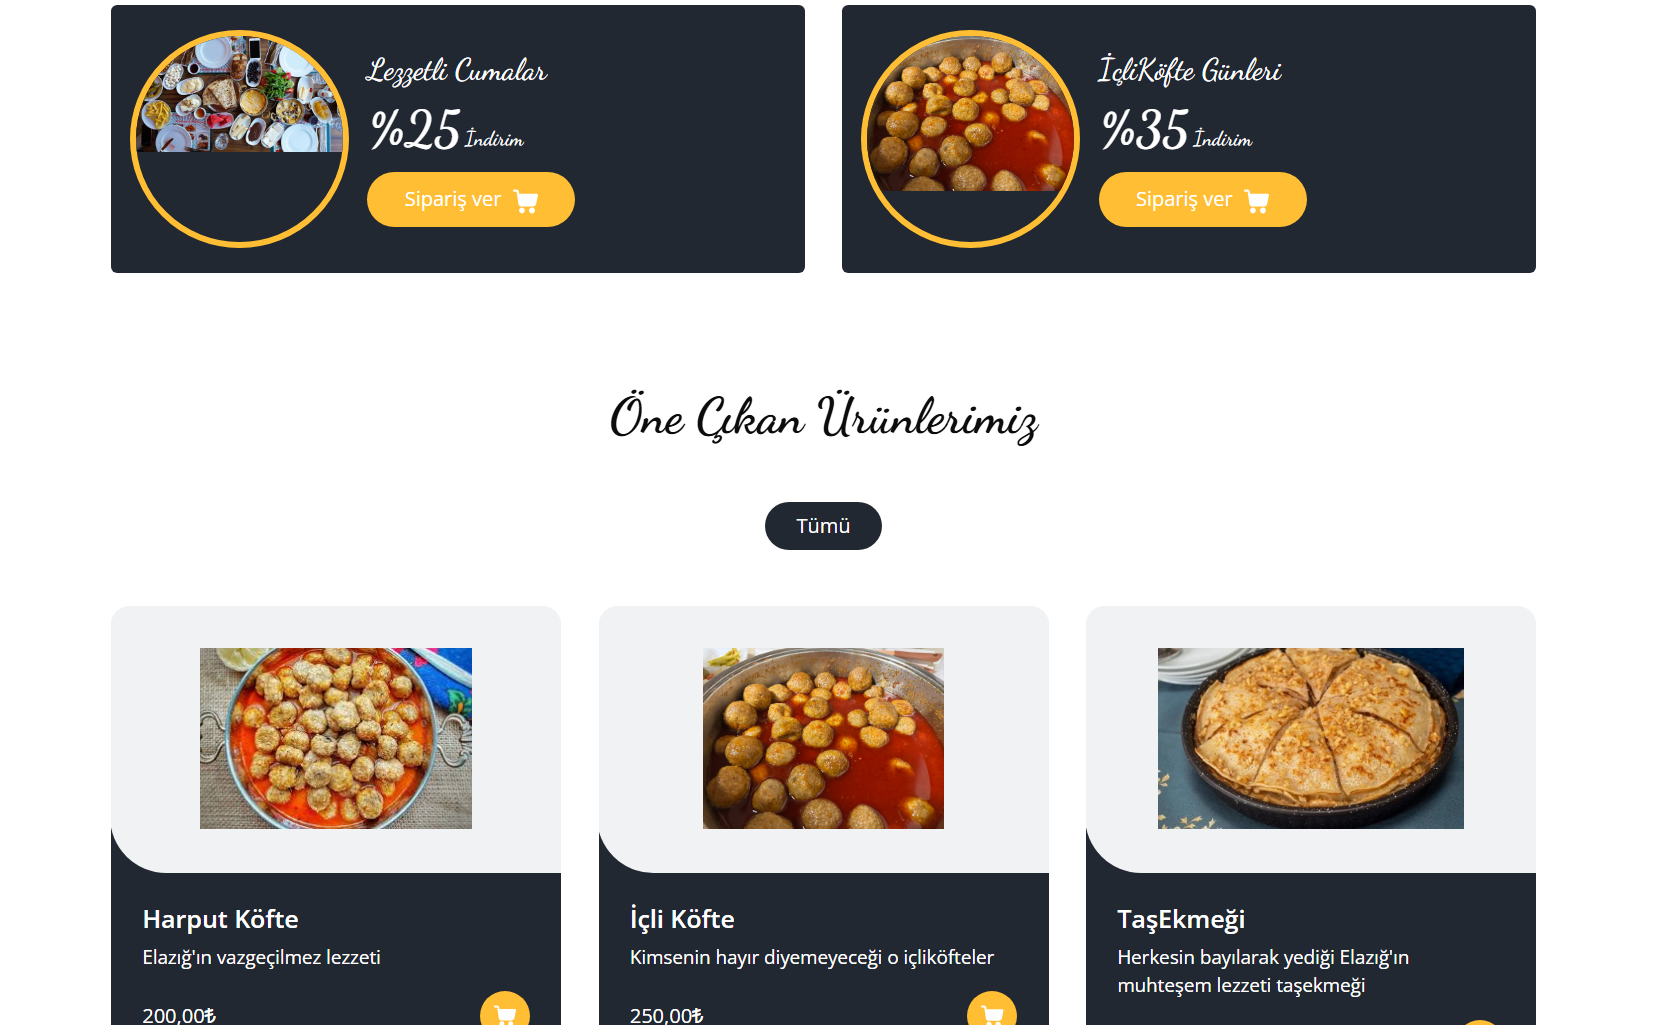 Lezzetli Cumalar
%25 İndirim
Sipariş ver
İçliKöfte Günleri
%35 İndirim
Sipariş ver
Öne Çıkan Ürünlerimiz
Tümü
Harput Köfte
Elazığ'ın vazgeçilmez lezzeti
200,00₺
İçli Köfte
Kimsenin hayır diyemeyeceği o içliköfteler
250,00₺
TaşEkmeği
Herkesin bayılarak yediği Elazığ'ın
muhteşem lezzeti taşekmeği